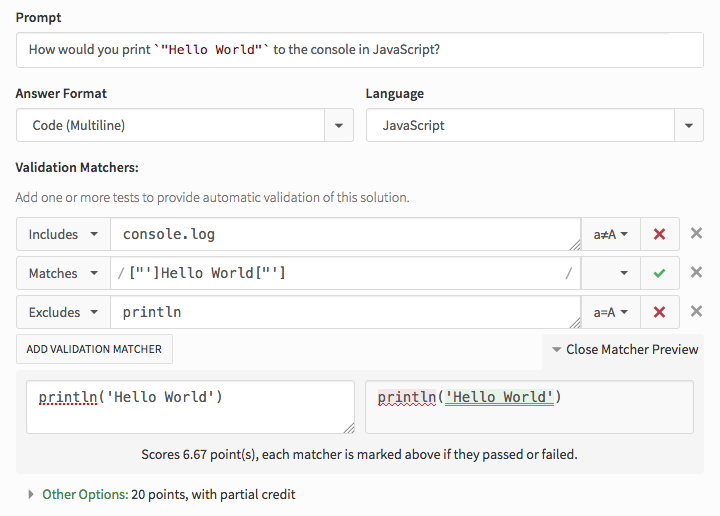 Prompt
How would you print `"Hello World"` to the console in JavaScript?
Answer Format Language
Code (Multiline) JavaScript
Validation Matchers:
Add one or more tests to provide automatic validation of this solution.
Includes console.log a≠A
Matches /["']Hello World["'] /
Excludes println a=A
ADD VALIDATION MATCHER Close Matcher Preview
println('Hello World') println('Hello World')
Scores 6.67 point(s), each matcher is marked above if they passed or failed.
Other Options: 20 points, with partial credit